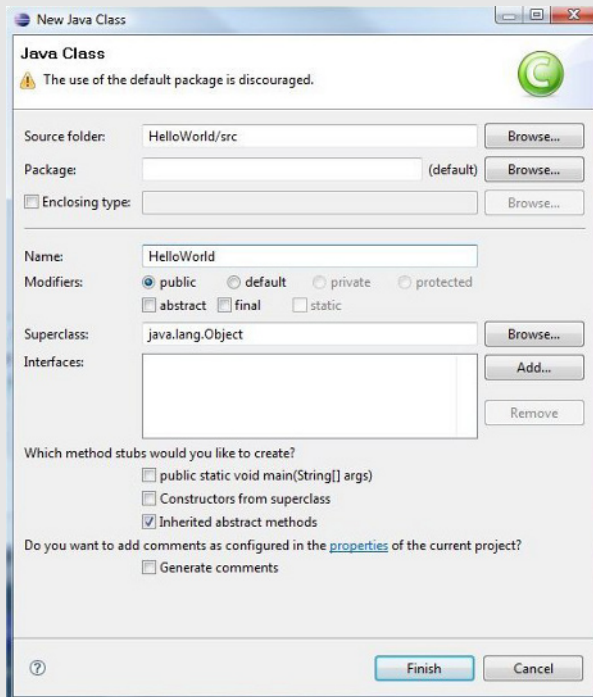 New Java Class
Java Class
The use of the default package is discouraged.
C
Source folder: HelloWorld/src Browse...
Package: (default) Browse...
Enclosing type: Browse...
Name: HelloWorld
Modifiers: public default private protected
abstract final static
Superclass: java.lang.Object Browse...
Interfaces: Add...
Remove
Which method stubs would you like to create?
public static void main(String[] args)
Constructors from superclass
Inherited abstract methods
Do you want to add comments as configured in the properties of the current project?
Generate comments
? Finish Cancel